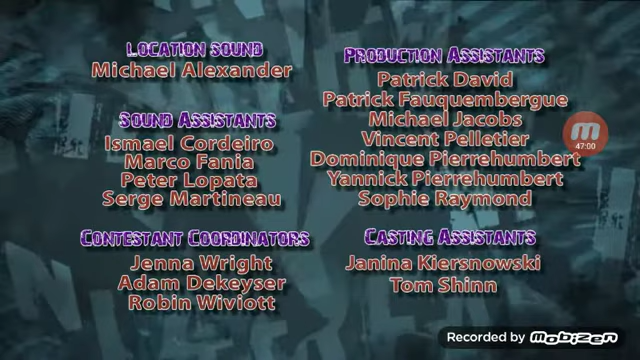 LOCATION SOUND
Michael Alexander
SOUND ASSISTANTS
Ismael Cordeiro
Marco Fania
Peter Lopata
Serge Martineau
CONTESTANT COORDINATORS
Jenna Wright
Adam Dekeyser
Robin Wiviott
PRODUCTION ASSISTANTS
Patrick David
Patrick Fauquembergue
Michael Jacobs
Vincent Pelletier
Dominique Pierrehumbert
Yannick Pierrehumbert
Sophie Raymond
CASTING ASSISTANTS
Janina Kiersnowski
Tom Shinn
47:00
Recorded by mobizen